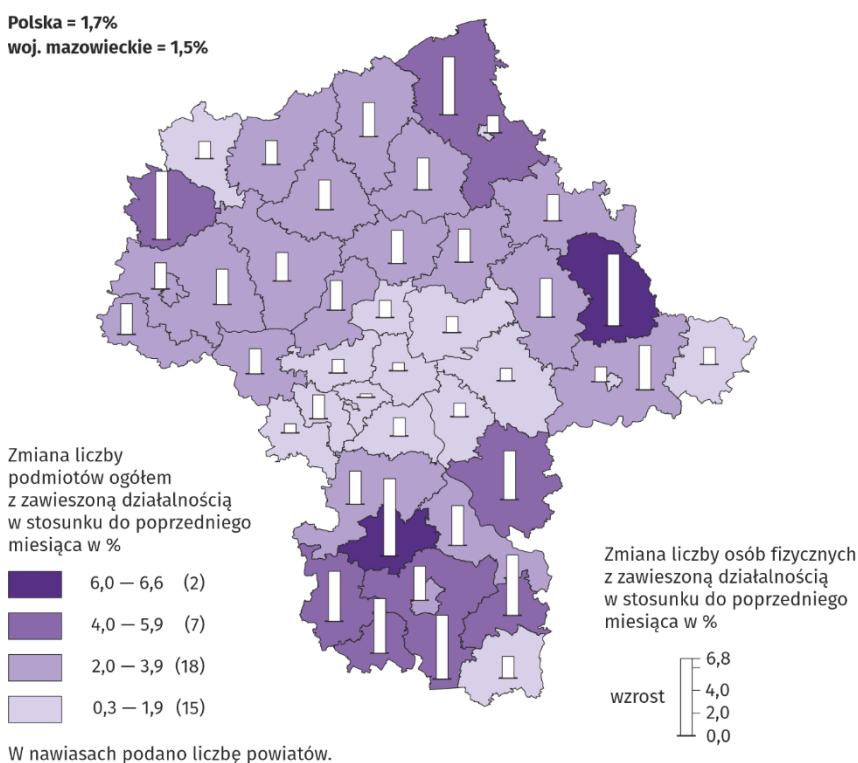 Polska = 1,7%
woj. mazowieckie = 1,5%
Zmiana liczby
podmiotów ogółem
z zawieszoną działalnością
w stosunku do poprzedniego
miesiąca w %
6,0 — 6,6 (2)
4,0 — 5,9 (7)
2,0 — 3,9 (18)
0,3 — 1,9 (15)
W nawiasach podano liczbę powiatów.
Zmiana liczby osób fizycznych
z zawieszoną działalnością
w stosunku do poprzedniego
miesiąca w %
wzrost
6,8
4,0
2,0
0,0